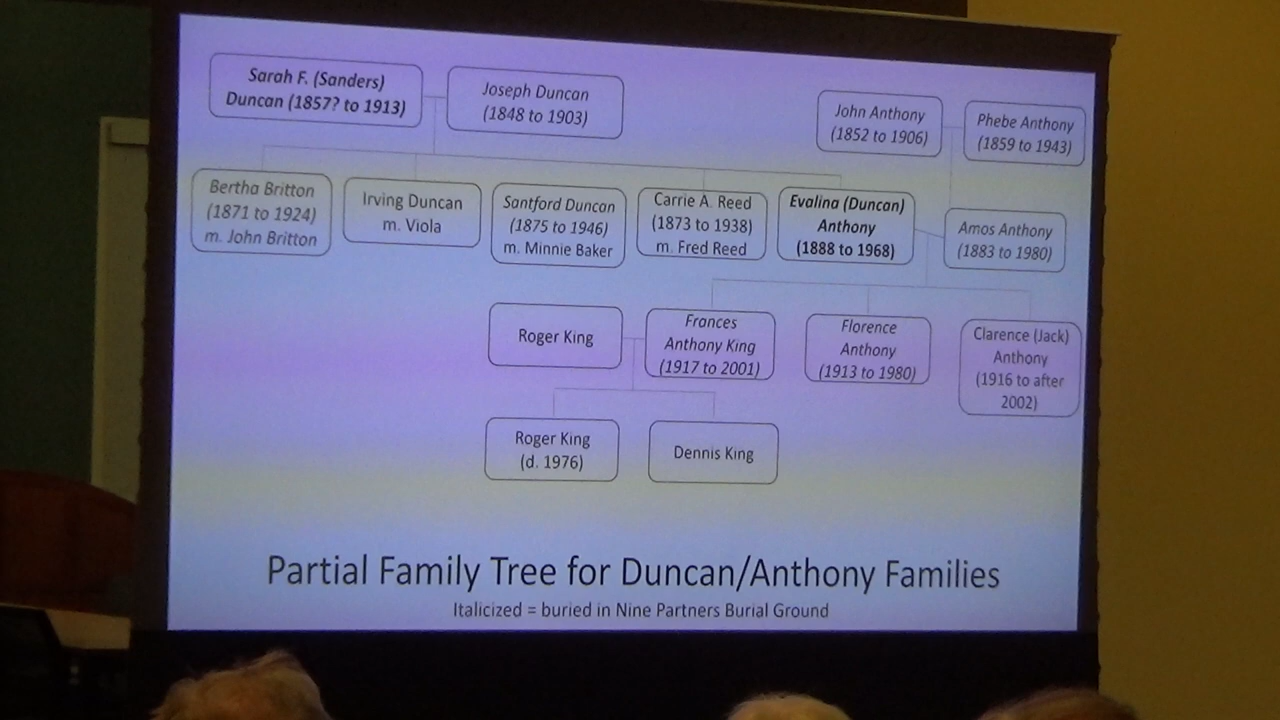 Sarah F. (Sanders)
Duncan (1857? to 1913)
Joseph Duncan
(1848 to 1903)
John Anthony
(1852 to 1906)
Phebe Anthony
(1859 to 1943)
Bertha Britton
(1871 to 1924)
m. John Britton
Irving Duncan
m. Viola
Santford Duncan
(1875 to 1946)
m. Minnie Baker
Carrie A. Reed
(1873 to 1938)
m. Fred Reed
Evalina (Duncan)
Anthony
(1888 to 1968)
Amos Anthony
(1883 to 1980)
Roger King
Frances
Anthony King
(1917 to 2001)
Florence
Anthony
(1913 to 1980)
Clarence (Jack)
Anthony
(1916 to after
2002)
Roger King
(d. 1976)
Dennis King
Partial Family Tree for Duncan/Anthony Families
Italicized = buried in Nine Partners Burial Ground